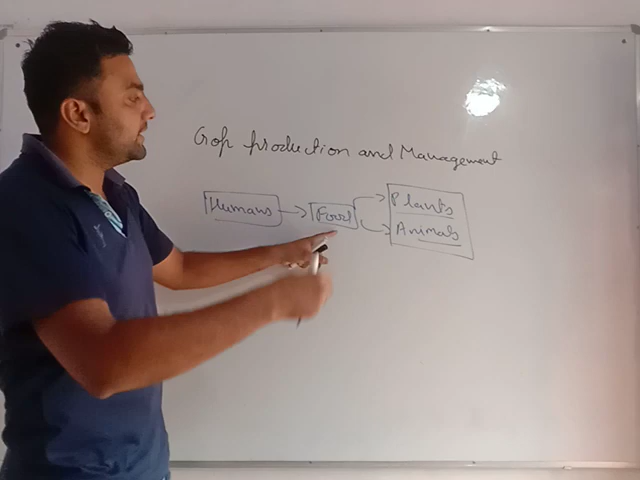 Crop production and Management
Humans → Food → Plants
Animals